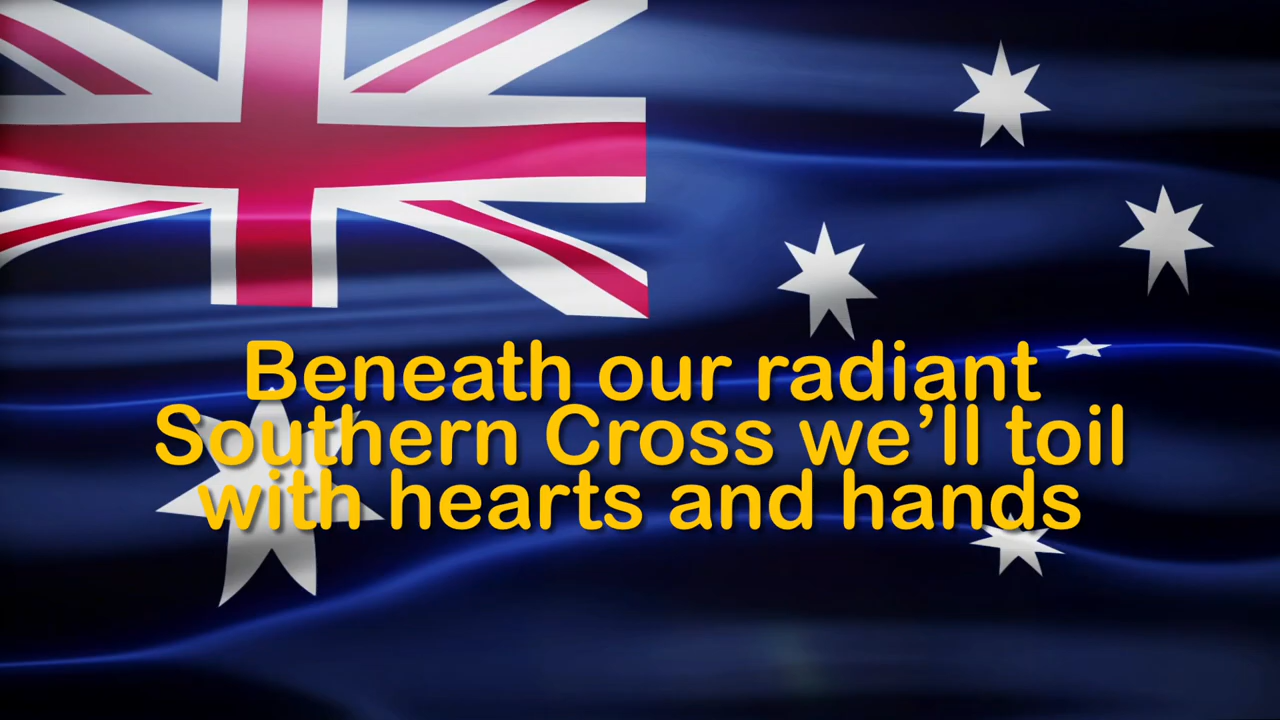 Beneath our radiant
Southern Cross we’ll toil
with hearts and hands